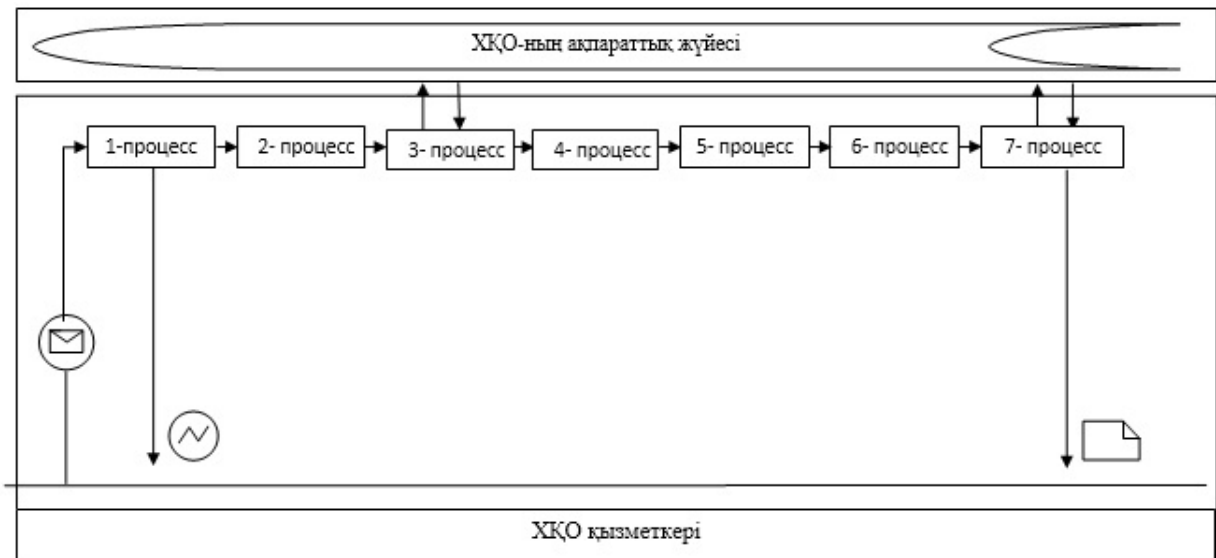 ХҚО-ның ақпараттық жүйесі
1-процесс
2- процесс
3- процесс
4- процесс
5- процесс
6- процесс
7- процесс
ХҚО қызметкері